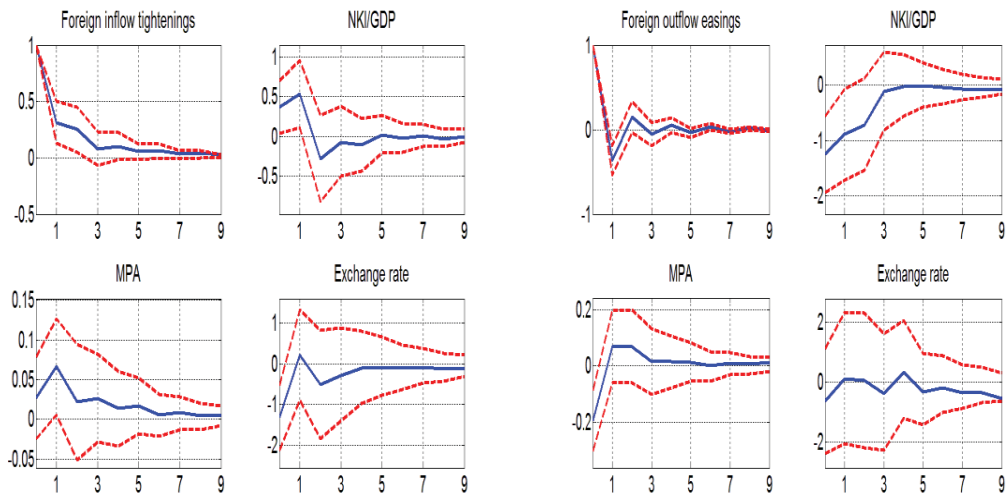 Foreign inflow tightenings
NKI/GDP
Foreign outflow easings
NKI/GDP
1
0.5
0
-0.5
1 3 5 7 9
1
0.5
0
-0.5
1 3 5 7 9
1
0
-1
1 3 5 7 9
0
-1
-2
1 3 5 7 9
MPA
Exchange rate
MPA
Exchange rate
0.15
0.1
0.05
0
-0.05
1 3 5 7 9
1
0
-1
-2
1 3 5 7 9
0.2
0
-0.2
1 3 5 7 9
2
0
-2
1 3 5 7 9